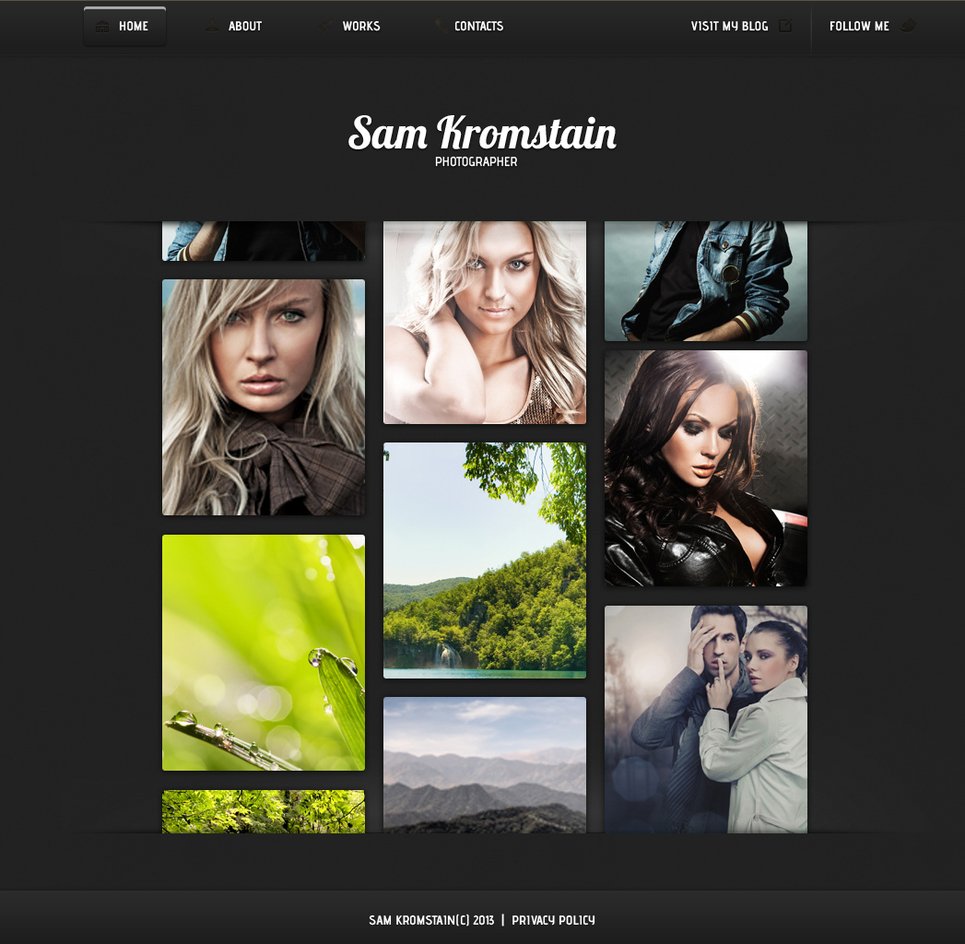 HOME
ABOUT
WORKS
CONTACTS
VISIT MY BLOG
FOLLOW ME
Sam Kromstain
PHOTOGRAPHER
SAM KROMSTAIN(C) 2013 | PRIVACY POLICY